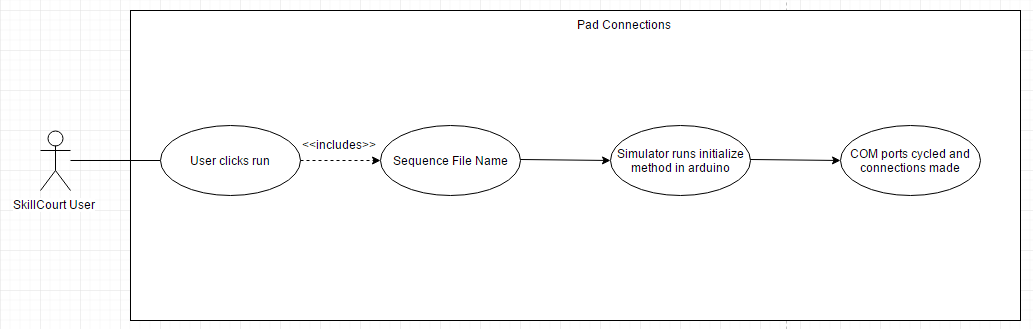 Pad Connections
User clicks run
<<includes>>
Sequence File Name
Simulator runs initialize
method in arduino
COM ports cycled and
connections made
SkillCourt User